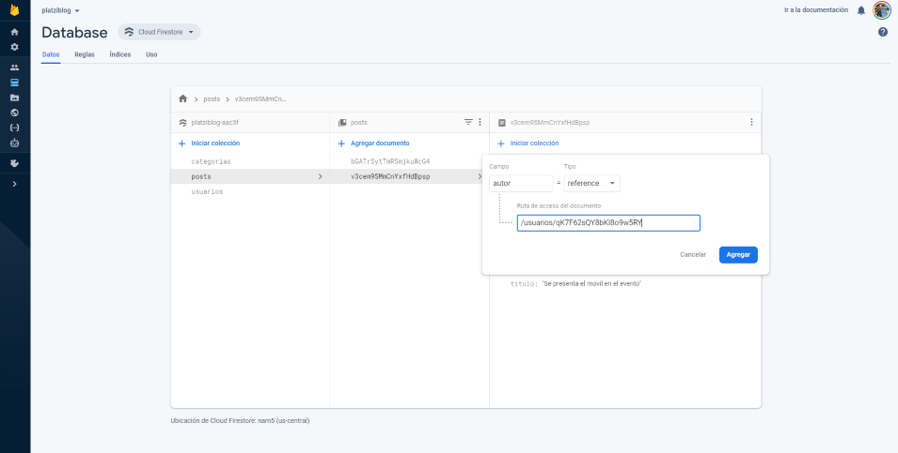 platziblog
Ir a la documentación
Database
Cloud Firestore
Datos
Reglas
Índices
Uso
posts
v3cem9SMmCn...
platziblog-aac3f
posts
v3cem9SMmCnYxfHdBpsp
Iniciar colección
Agregar documento
Iniciar colección
categorias
posts
usuarios
bGATrSytTmRSmjkuWcG4
v3cem9SMmCnYxfHdBpsp
Campo
Tipo
autor
=
reference
Ruta de acceso del documento
/usuarios/qK7F62sQY8bKl8o9w5RY
Cancelar
Agregar
titulo: "Se presenta el movil en el evento"
Ubicación de Cloud Firestore: nam5 (us-central)